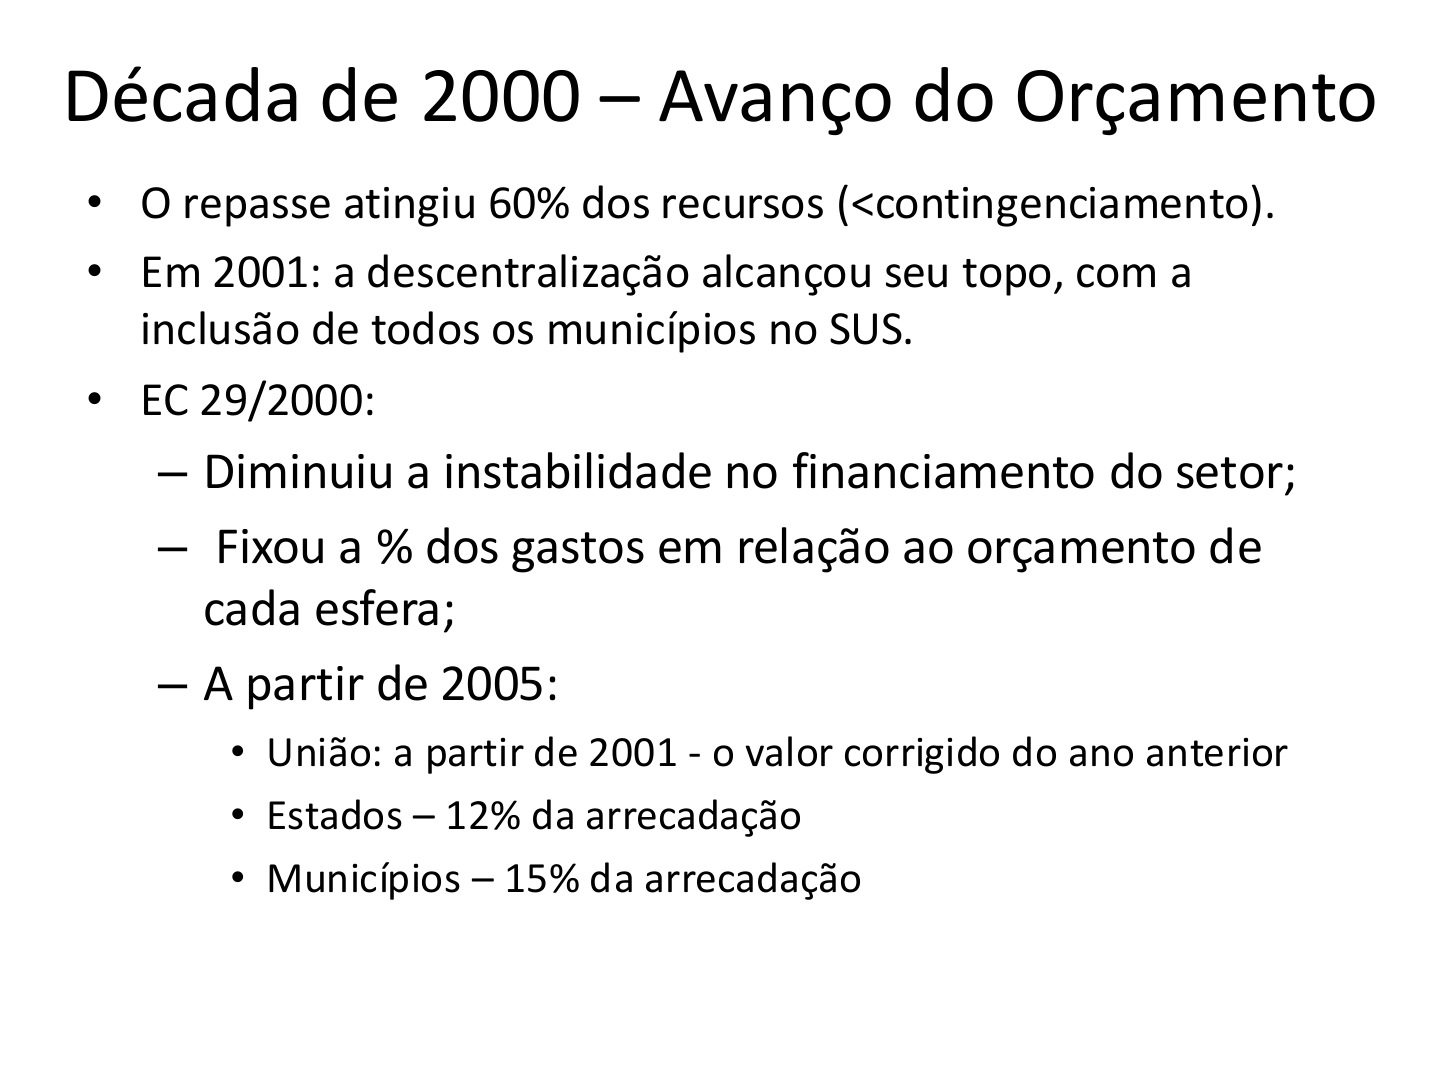 Década de 2000 – Avanço do Orçamento
• O repasse atingiu 60% dos recursos (<contingenciamento).
• Em 2001: a descentralização alcançou seu topo, com a
inclusão de todos os municípios no SUS.
• EC 29/2000:
– Diminuiu a instabilidade no financiamento do setor;
– Fixou a % dos gastos em relação ao orçamento de
cada esfera;
– A partir de 2005:
• União: a partir de 2001 - o valor corrigido do ano anterior
• Estados – 12% da arrecadação
• Municípios – 15% da arrecadação